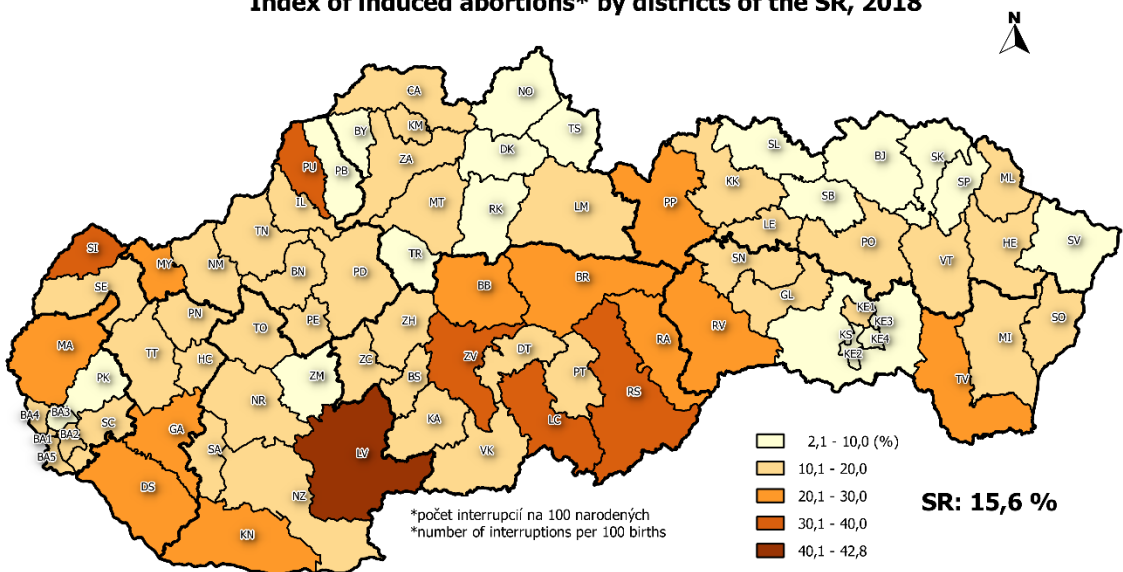 Index of induced abortions* by districts of the SR, 2018
N
CA
NO
TS
BY
KM
ZA
DK
PU
PB
IL
MT
RK
LM
PP
KK
SL
SB
BJ
SK
SP
ML
LE
PO
VT
HE
SV
SI
MY
NM
TN
BN
PD
TR
SE
BB
BR
SN
GL
KE1
KE3
KS
KE4
KE2
SO
MI
TV
PN
TO
PE
ZH
MA
TT
HC
ZC
ZV
DT
PT
RA
RV
PK
ZM
BS
RS
NR
KA
LC
BA4
BA3
SC
BA1
BA2
BA5
GA
SA
LV
VK
DS
NZ
KN
*počet interrupcií na 100 narodených
*number of interruptions per 100 births
2,1 - 10,0 (%)
10,1 - 20,0
20,1 - 30,0
30,1 - 40,0
40,1 - 42,8
SR: 15,6 %